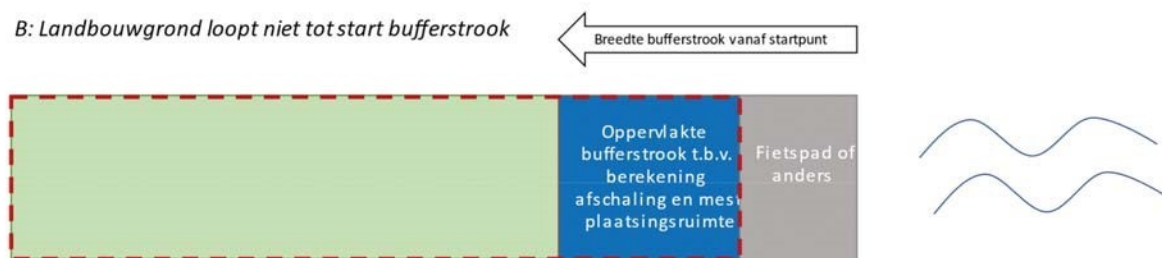 B: Landbouwgrond loopt niet tot start bufferstrook
Breedte bufferstrook vanaf startpunt
Oppervlakte
bufferstrook t.b.v.
berekening
afschaling en mest
plaatsingsruimte
Fietspad of
anders